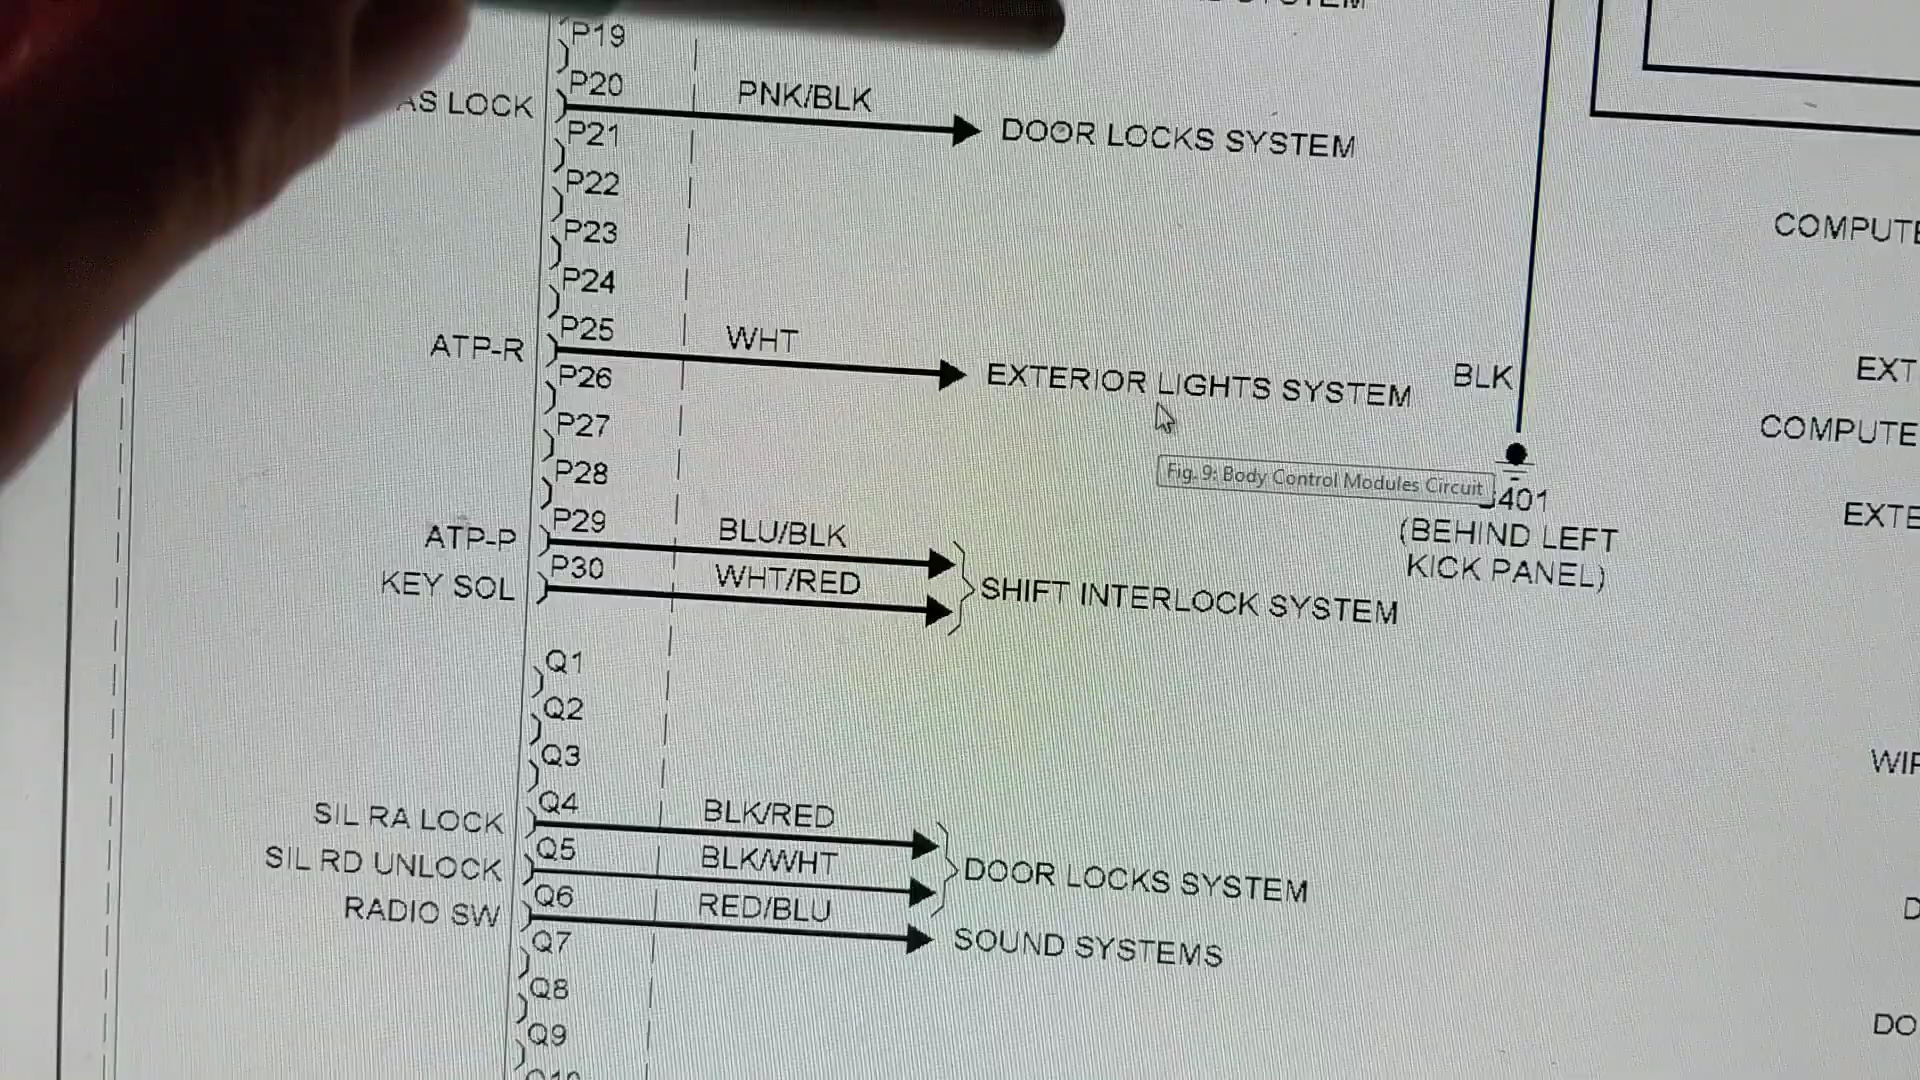 P19
P20
AS LOCK
PNK/BLK
DOOR LOCKS SYSTEM
P21
P22
P23
P24
P25
ATP-R
WHT
EXTERIOR LIGHTS SYSTEM
BLK
P26
P27
P28
Fig. 9: Body Control Modules Circuit
401
(BEHIND LEFT
KICK PANEL)
P29
ATP-P
BLU/BLK
P30
KEY SOL
WHT/RED
SHIFT INTERLOCK SYSTEM
Q1
Q2
Q3
Q4
SIL RA LOCK
BLK/RED
Q5
SIL RD UNLOCK
BLK/WHT
DOOR LOCKS SYSTEM
Q6
RADIO SW
RED/BLU
SOUND SYSTEMS
Q7
Q8
Q9
COMPUTE
EXT
COMPUTE
EXTE
WIP
DO